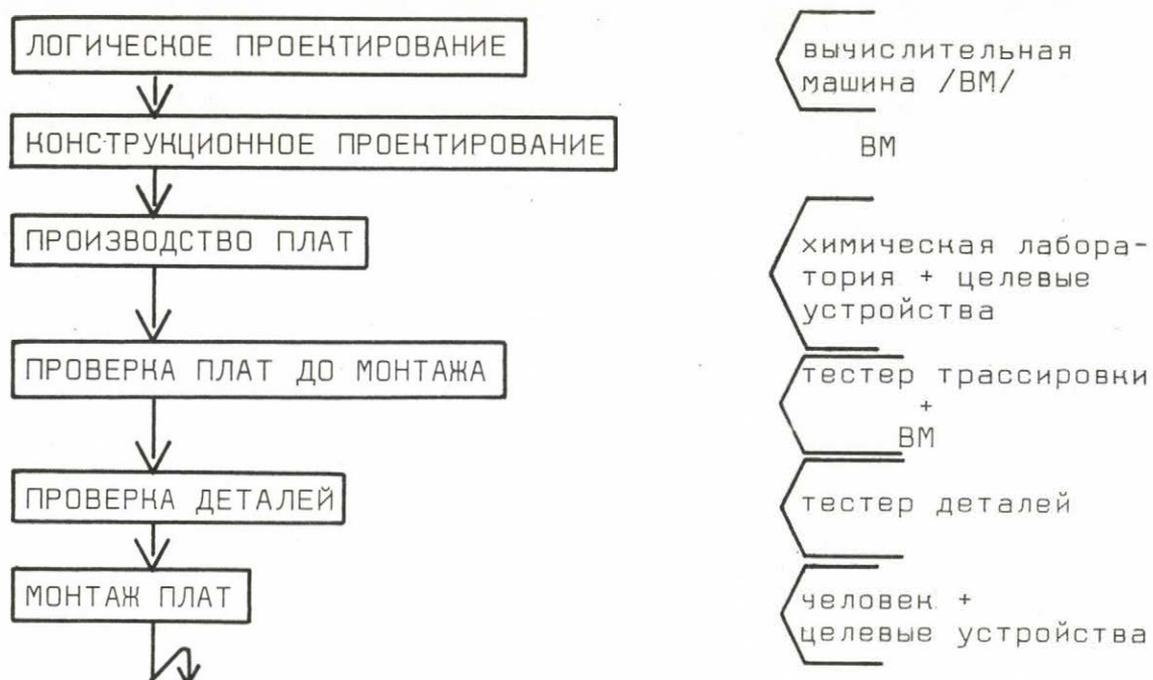 ЛОГИЧЕСКОЕ ПРОЕКТИРОВАНИЕ
вычислительная
машина /ВМ/
КОНСТРУКЦИОННОЕ ПРОЕКТИРОВАНИЕ
ВМ
ПРОИЗВОДСТВО ПЛАТ
химическая лабора-
тория + целевые
устройства
ПРОВЕРКА ПЛАТ ДО МОНТАЖА
тестер трассировки
+
ВМ
ПРОВЕРКА ДЕТАЛЕЙ
тестер деталей
МОНТАЖ ПЛАТ
человек +
целевые устройства